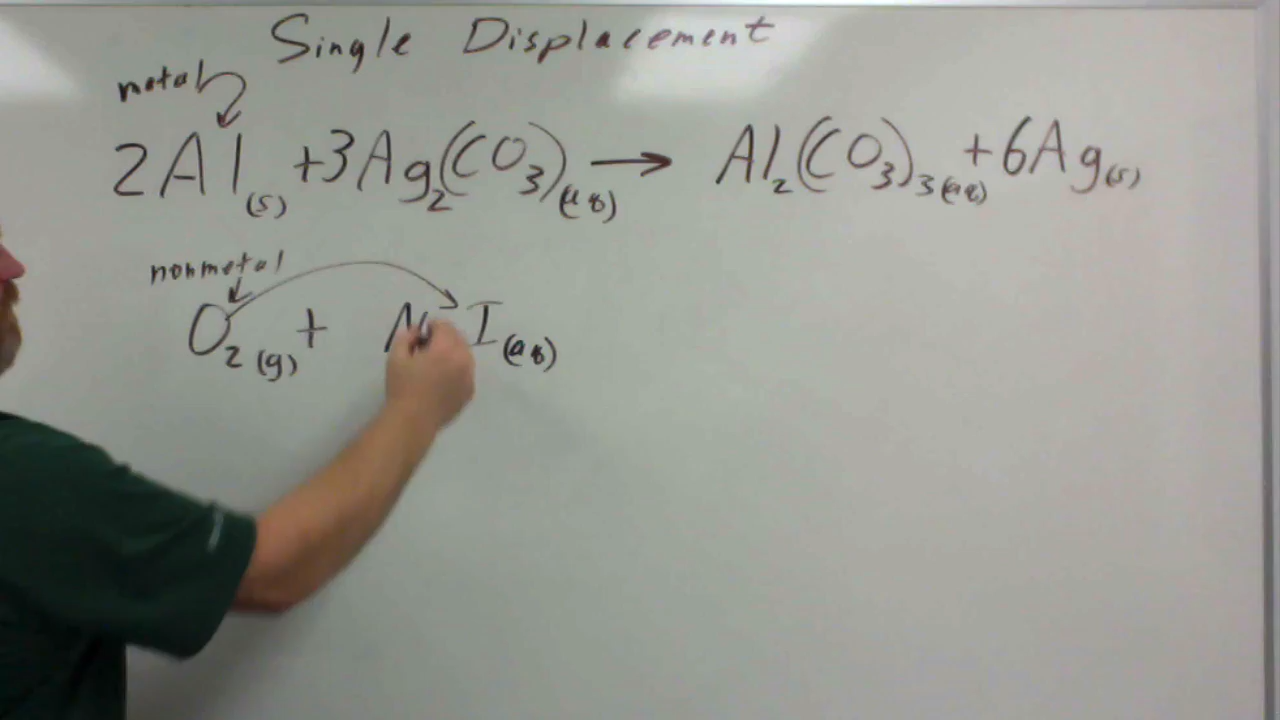 Single Displacement
metal
2Al(s) +3Ag2(CO3)(aq) → Al2(CO3)3(aq) +6Ag(s)
nonmetal
O2(g) + I(aq)